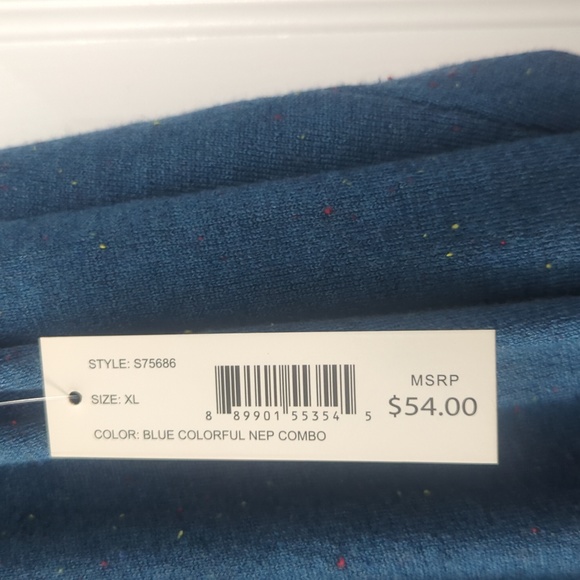 STYLE: S75686
SIZE: XL
COLOR: BLUE COLORFUL NEP COMBO
8 89901 55354 5
MSRP
$54.00